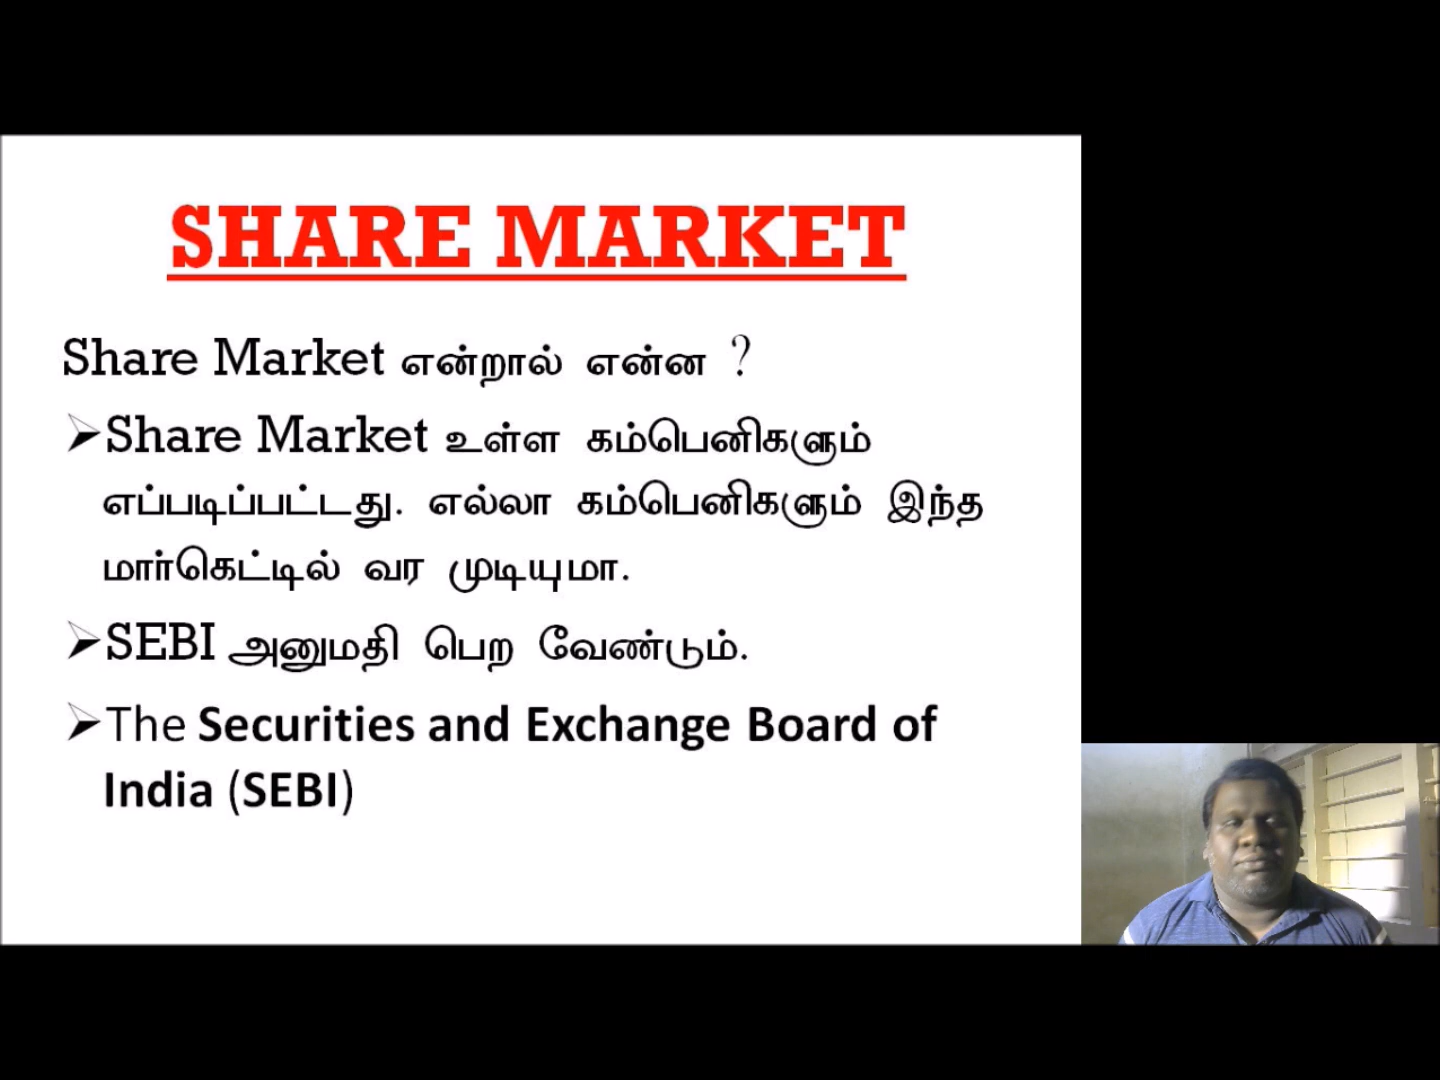 SHARE MARKET
Share Market என்றால் என்ன ?
➢Share Market உள்ள கம்பெனிகளும்
எப்படிப்பட்டது. எல்லா கம்பெனிகளும் இந்த
மார்கெட்டில் வர முடியுமா.
➢SEBI அனுமதி பெற வேண்டும்.
➢The Securities and Exchange Board of
India (SEBI)